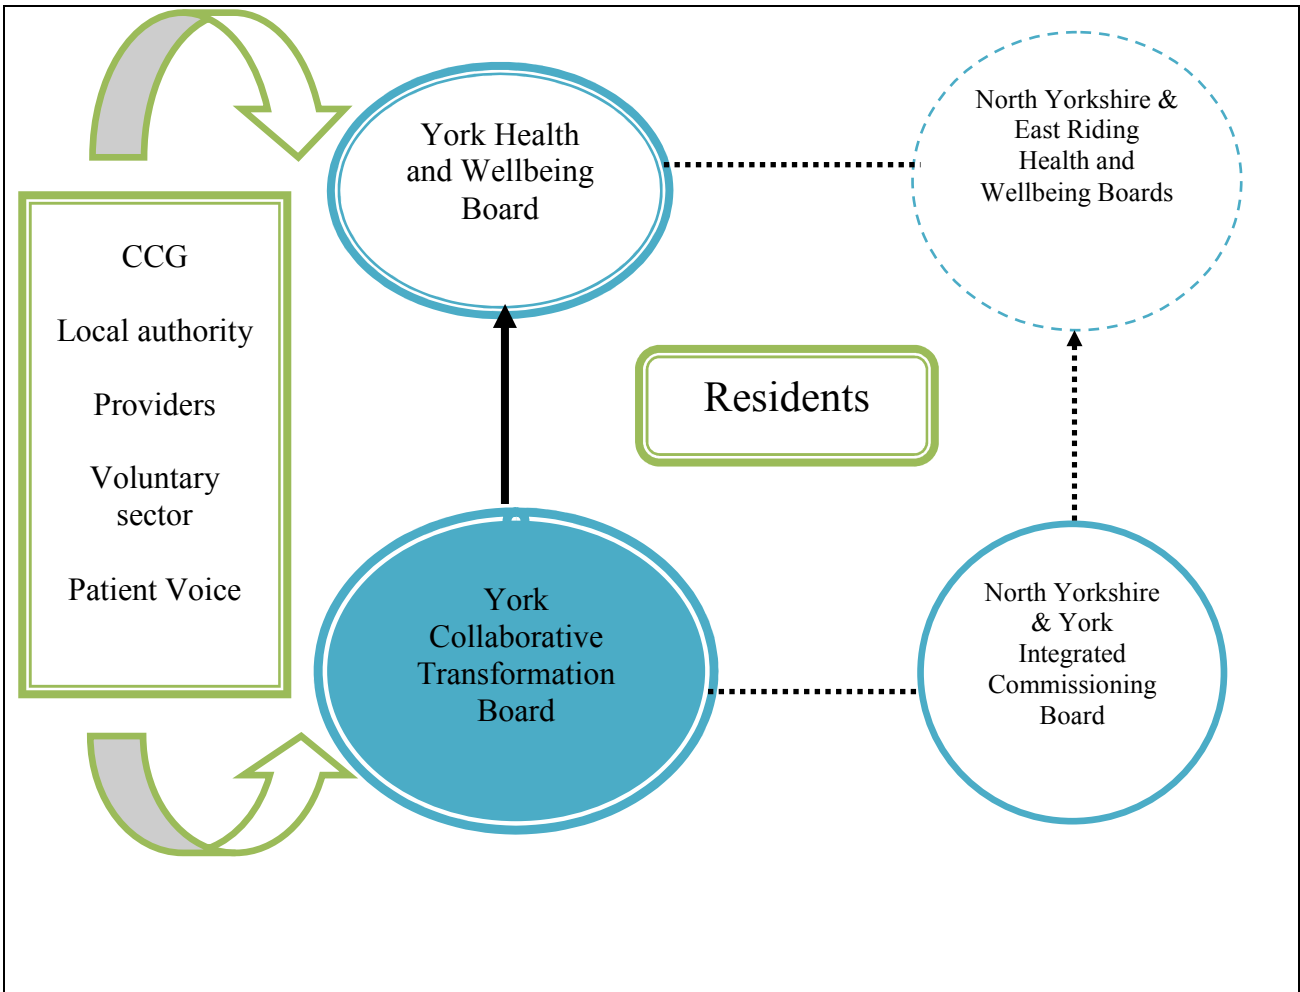 York Health
and Wellbeing
Board
North Yorkshire &
East Riding
Health and
Wellbeing Boards
CCG
Local authority
Providers
Voluntary
sector
Patient Voice
Residents
York
Collaborative
Transformation
Board
North Yorkshire
& York
Integrated
Commissioning
Board